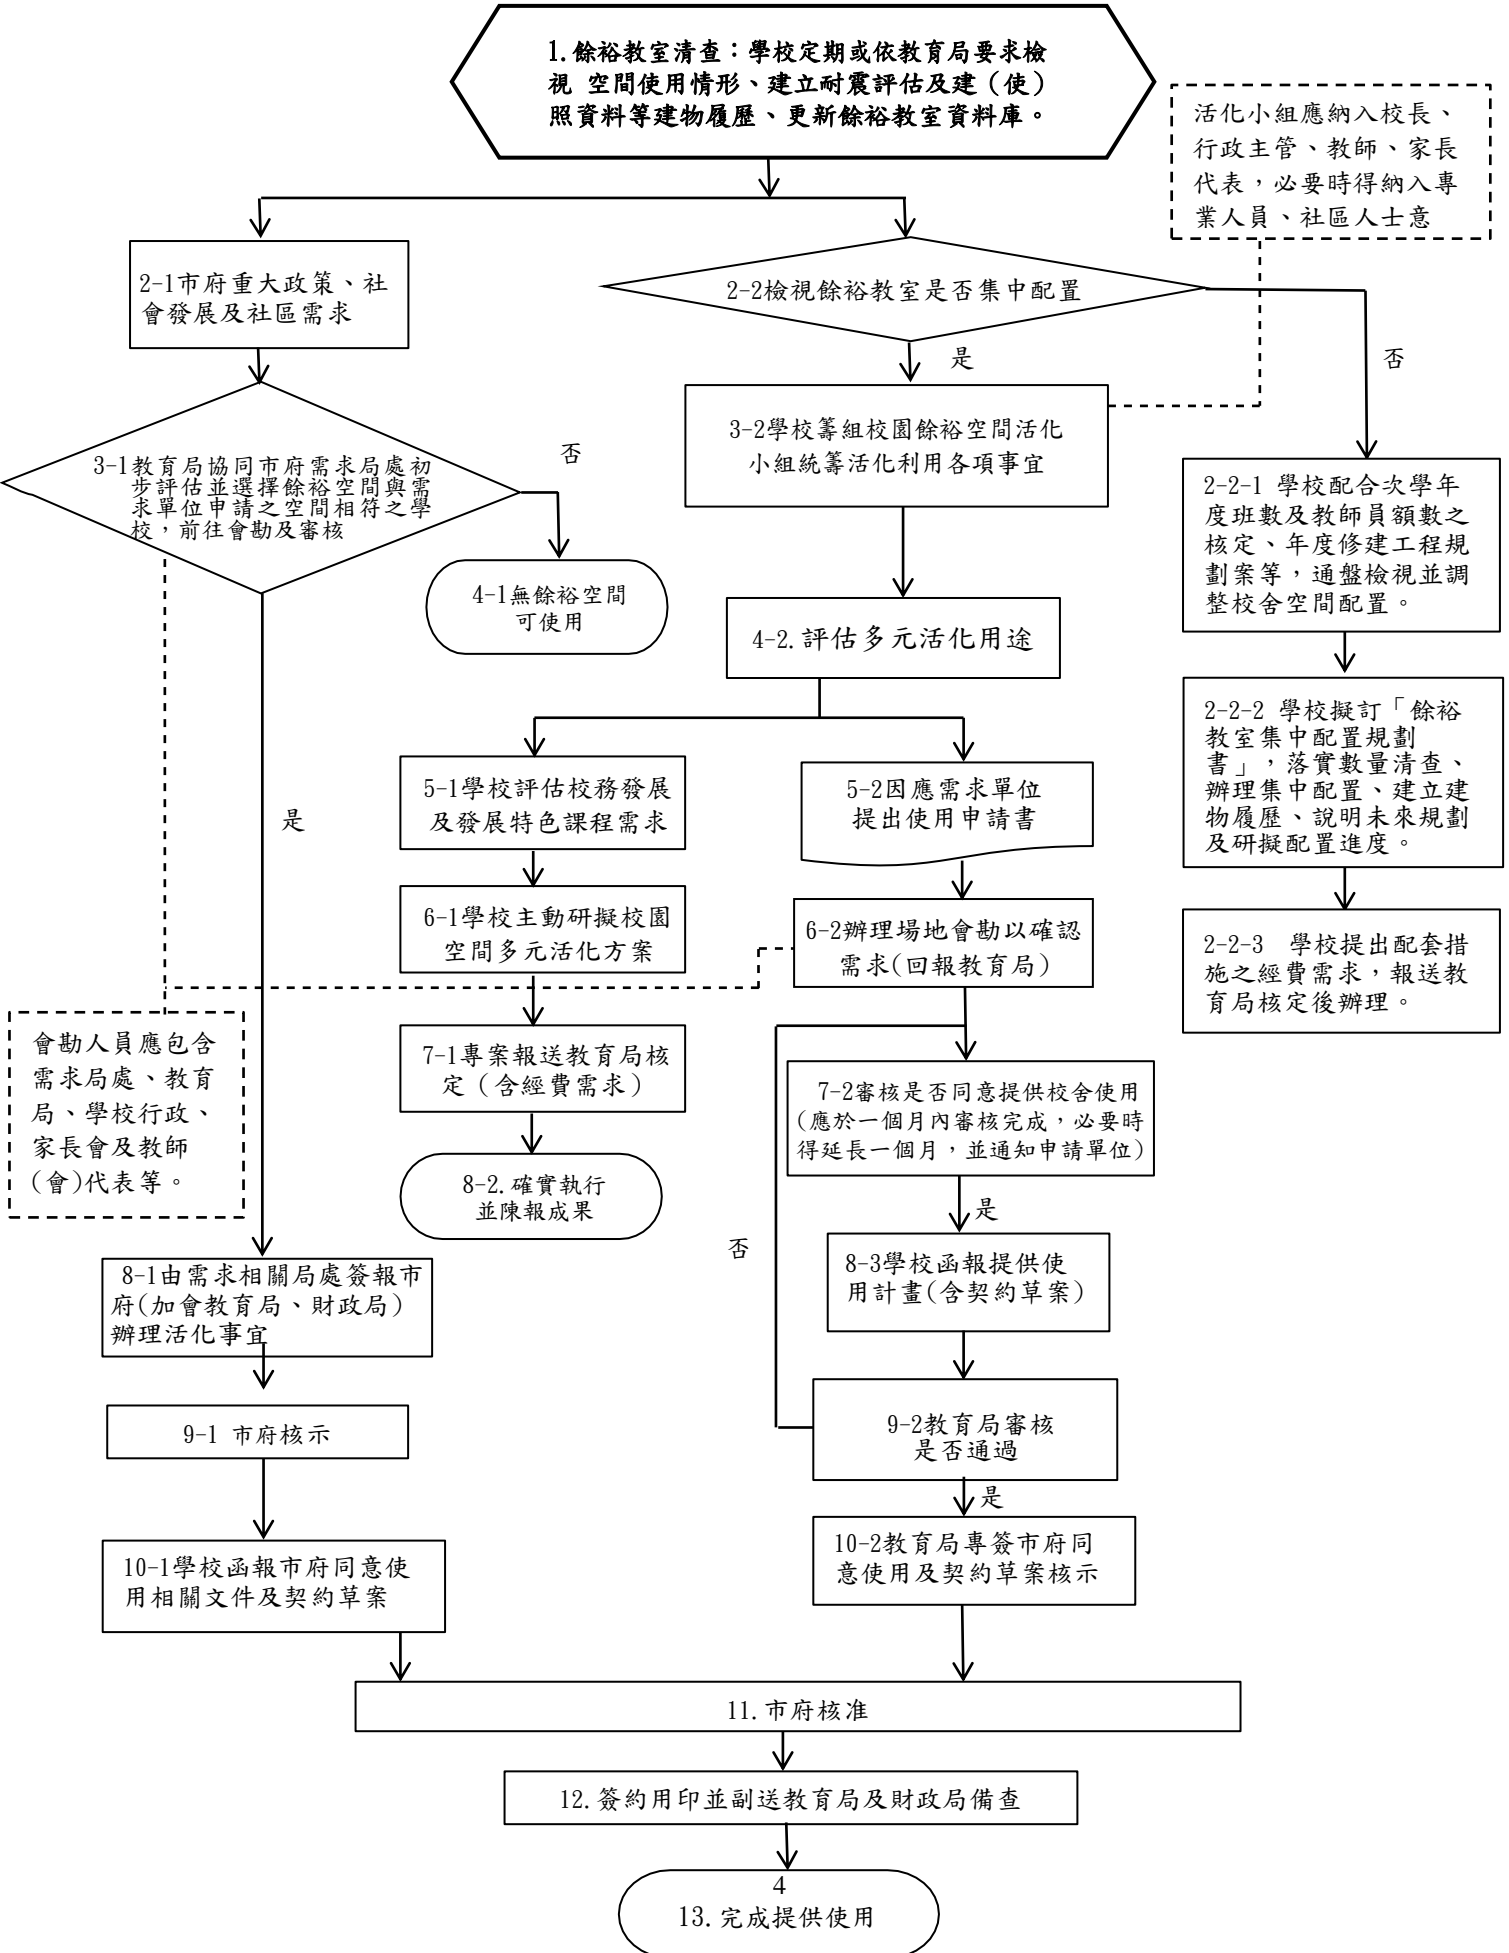 1.餘裕教室清查：學校定期或依教育局要求檢
視 空間使用情形、建立耐震評估及建（使）
照資料等建物履歷、更新餘裕教室資料庫。
活化小組應納入校長、
行政主管、教師、家長
代表，必要時得納入專
業人員、社區人士意
2-1市府重大政策、社
會發展及社區需求
2-2檢視餘裕教室是否集中配置
是
否
3-1教育局協同市府需求局處初
步評估並選擇餘裕空間與需
求單位申請之空間相符之學
校，前往會勘及審核
否
3-2學校籌組校園餘裕空間活化
小組統籌活化利用各項事宜
2-2-1 學校配合次學年
度班數及教師員額數之
核定、年度修建工程規
劃案等，通盤檢視並調
整校舍空間配置。
4-1無餘裕空間
可使用
4-2.評估多元活化用途
2-2-2 學校擬訂「餘裕
教室集中配置規劃
書」，落實數量清查、
辦理集中配置、建立建
物履歷、說明未來規劃
及研擬配置進度。
是
5-1學校評估校務發展
及發展特色課程需求
5-2因應需求單位
提出使用申請書
6-1學校主動研擬校園
空間多元活化方案
6-2辦理場地會勘以確認
需求(回報教育局)
2-2-3 學校提出配套措
施之經費需求，報送教
育局核定後辦理。
會勘人員應包含
需求局處、教育
局、學校行政、
家長會及教師
(會)代表等。
7-1專案報送教育局核
定（含經費需求）
7-2審核是否同意提供校舍使用
(應於一個月內審核完成，必要時
得延長一個月，並通知申請單位)
8-2.確實執行
並陳報成果
是
否
8-1由需求相關局處簽報市
府(加會教育局、財政局)
辦理活化事宜
8-3學校函報提供使
用計畫(含契約草案)
9-1 市府核示
9-2教育局審核
是否通過
是
10-1學校函報市府同意使
用相關文件及契約草案
10-2教育局專簽市府同
意使用及契約草案核示
11.市府核准
12.簽約用印並副送教育局及財政局備查
4
13.完成提供使用